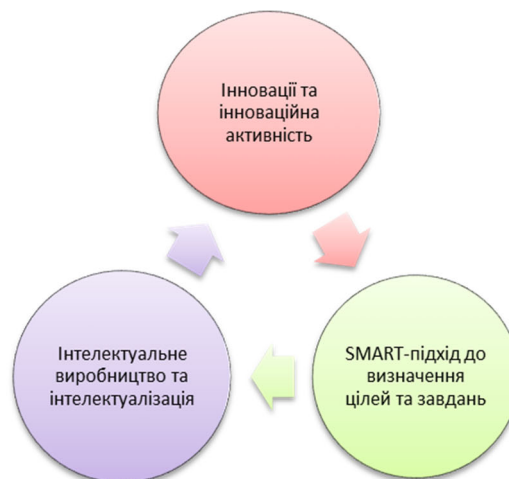 Інновації та
інноваційна
активність
Інтелектуальне
виробництво та
інтелектуалізація
SMART-підхід до
визначення
цілей та завдань